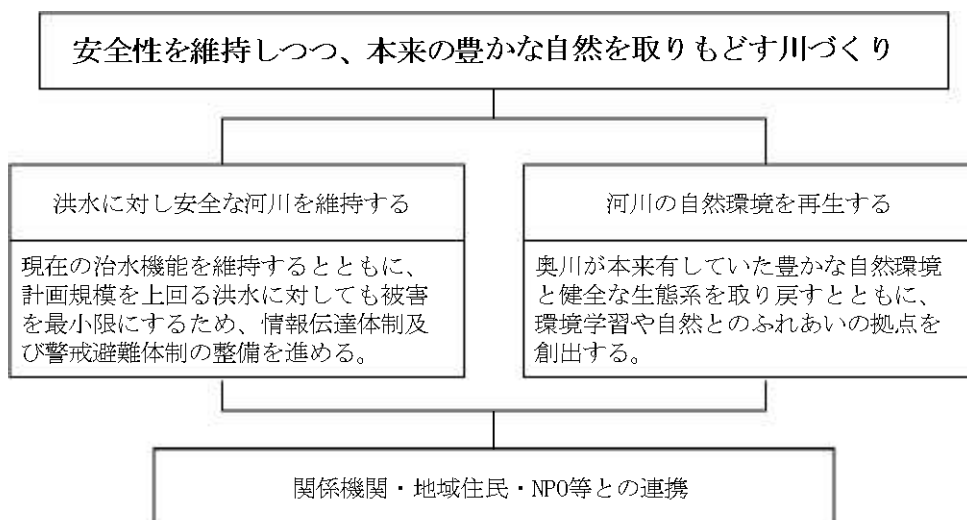 安全性を維持しつつ、本来の豊かな自然を取りもどす川づくり
洪水に対し安全な河川を維持する
現在の治水機能を維持するとともに、
計画規模を上回る洪水に対しても被害
を最小限にするため、情報伝達体制及
び警戒避難体制の整備を進める。
河川の自然環境を再生する
奥川が本来有していた豊かな自然環境
と健全な生態系を取り戻すとともに、
環境学習や自然とのふれあいの拠点を
創出する。
関係機関・地域住民・NPO等との連携